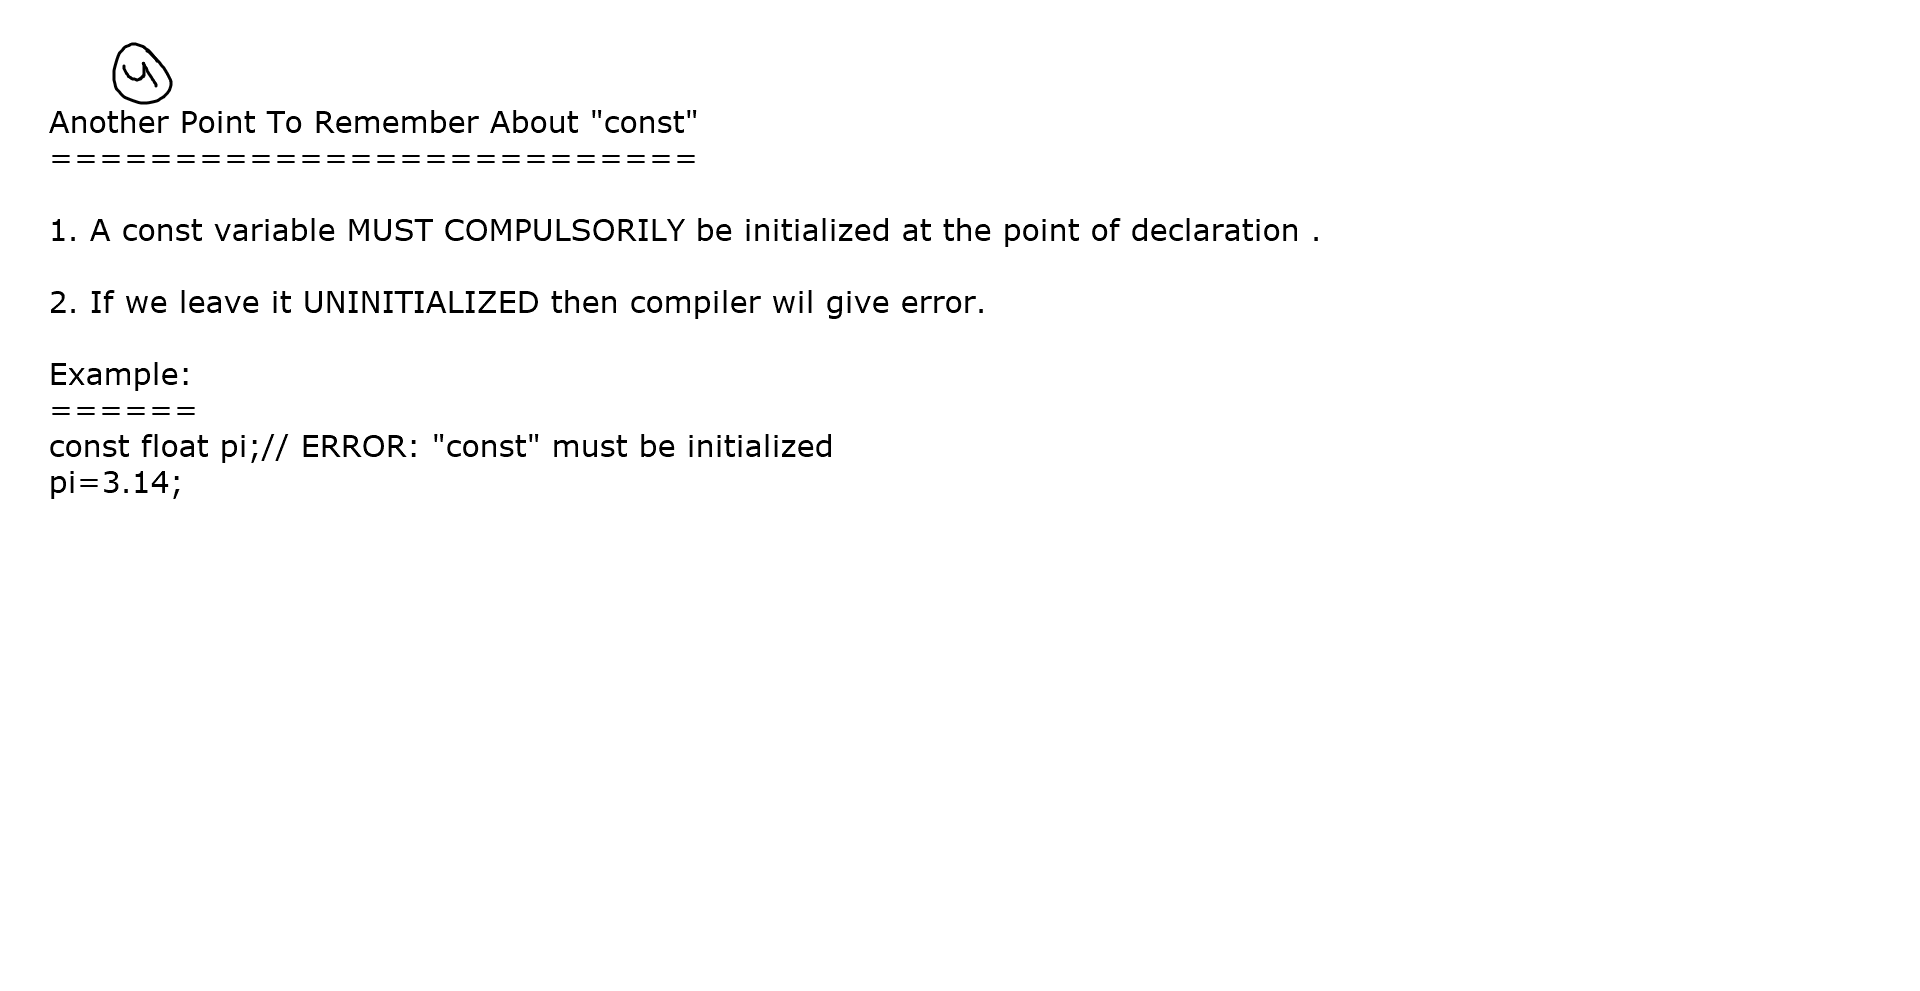 4
Another Point To Remember About "const"
==========================
1. A const variable MUST COMPULSORILY be initialized at the point of declaration .
2. If we leave it UNINITIALIZED then compiler wil give error.
Example:
======
const float pi;// ERROR: "const" must be initialized
pi=3.14;